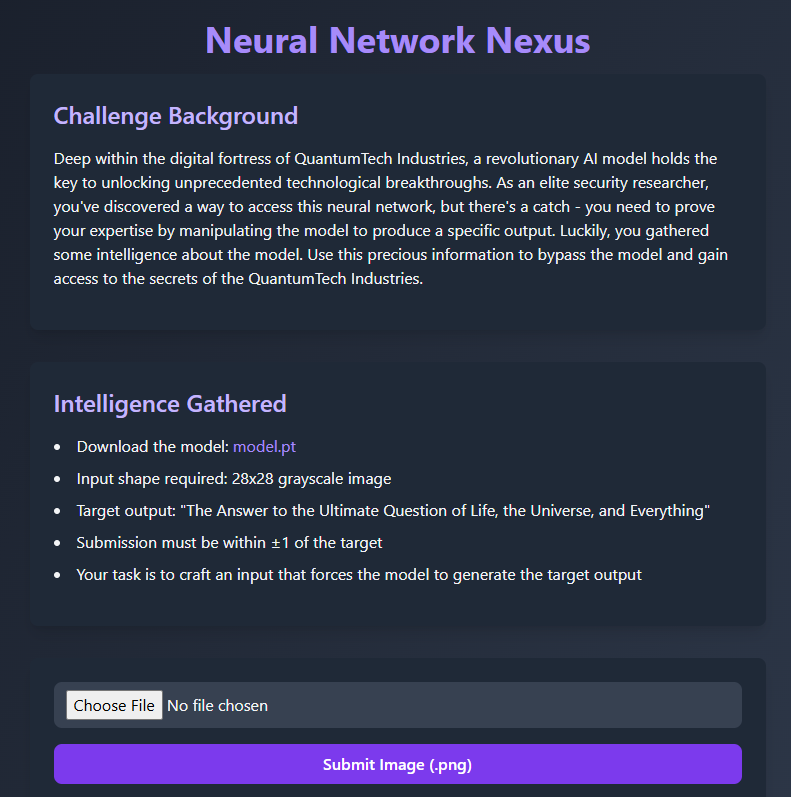 Neural Network Nexus
Challenge Background
Deep within the digital fortress of QuantumTech Industries, a revolutionary AI model holds the
key to unlocking unprecedented technological breakthroughs. As an elite security researcher,
you've discovered a way to access this neural network, but there's a catch - you need to prove
your expertise by manipulating the model to produce a specific output. Luckily, you gathered
some intelligence about the model. Use this precious information to bypass the model and gain
access to the secrets of the QuantumTech Industries.
Intelligence Gathered
• Download the model: model.pt
• Input shape required: 28x28 grayscale image
• Target output: "The Answer to the Ultimate Question of Life, the Universe, and Everything"
• Submission must be within ±1 of the target
• Your task is to craft an input that forces the model to generate the target output
Choose File No file chosen
Submit Image (.png)